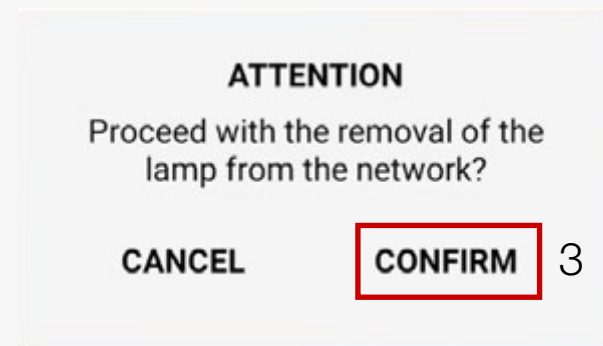 ATTENTION
Proceed with the removal of the
lamp from the network?
CANCEL CONFIRM 3